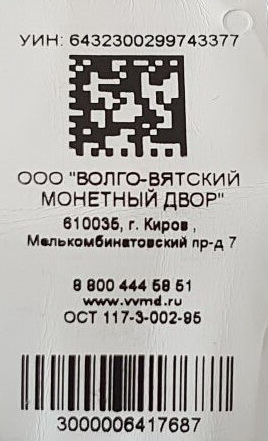 УИН: 6432300299743377
ООО "ВОЛГО-ВЯТСКИЙ
МОНЕТНЫЙ ДВОР"
610035, г. Киров ,
Мелькомбинатовский пр-д 7
8 800 444 58 51
www.vvmd.ru
ОСТ 117-3-002-95
3000006417687